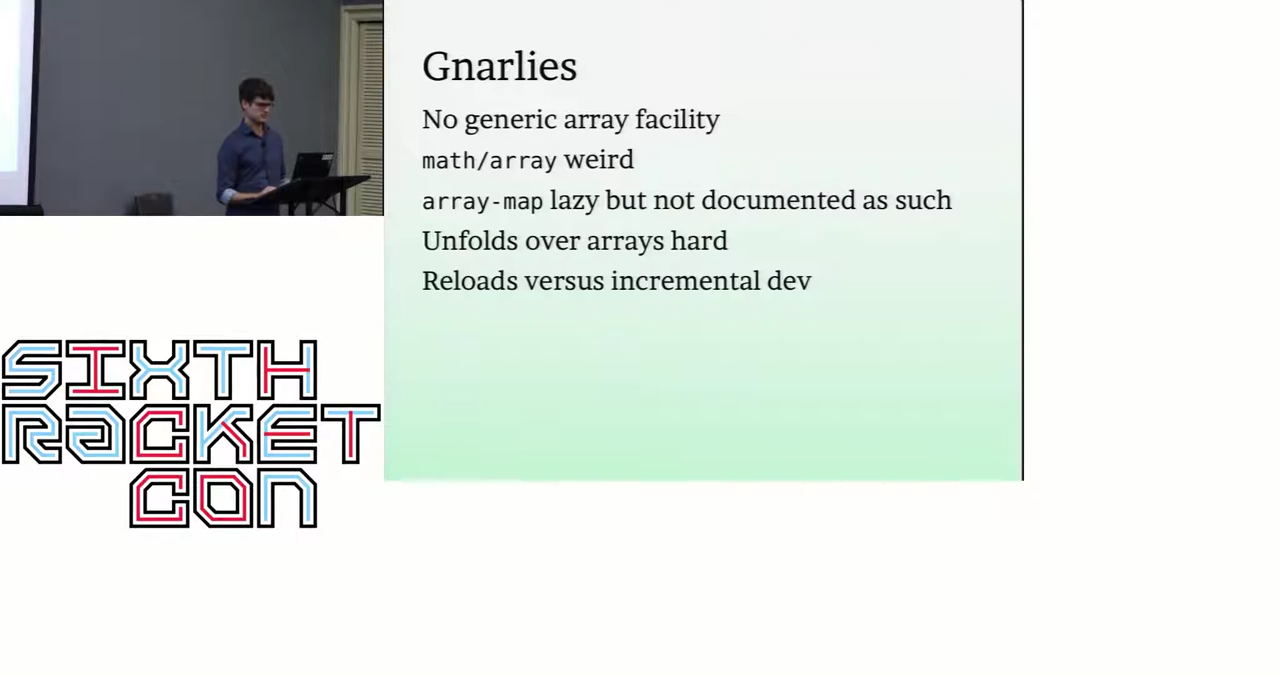 Gnarlies
No generic array facility
math/array weird
array-map lazy but not documented as such
Unfolds over arrays hard
Reloads versus incremental dev
SIXTH
RACKET
CON